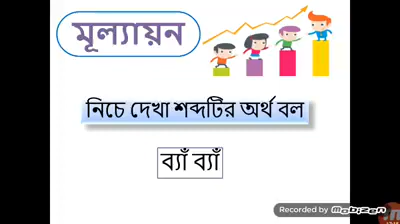 মূল্যায়ন
নিচে দেখা শব্দটির অর্থ বল
ব্যাঁ ব্যাঁ
Recorded by Mobizen